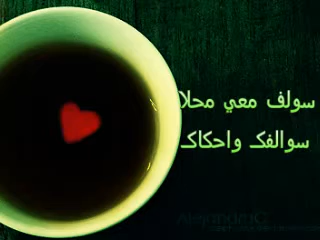 سولف معي محلا
سوالفك واحكاك